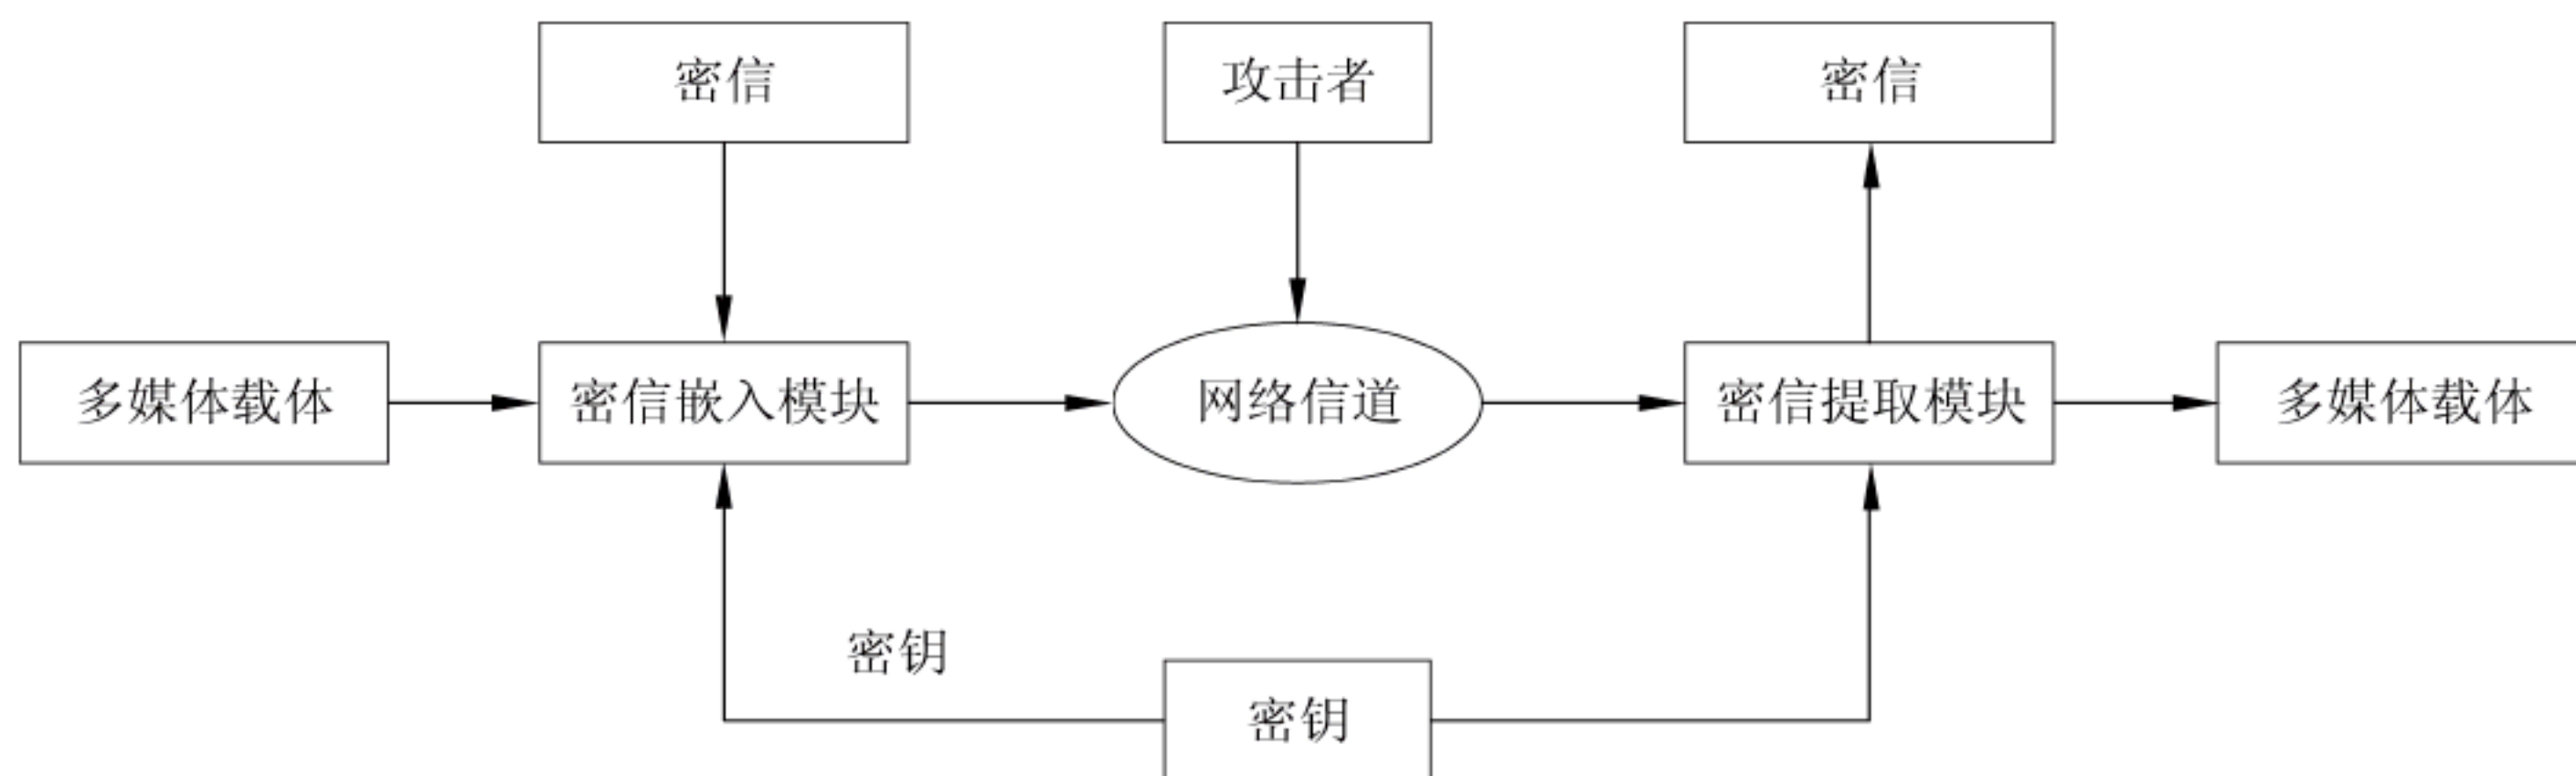 密信
攻击者
密信
多媒体载体
密信嵌入模块
网络信道
密信提取模块
多媒体载体
密钥
密钥